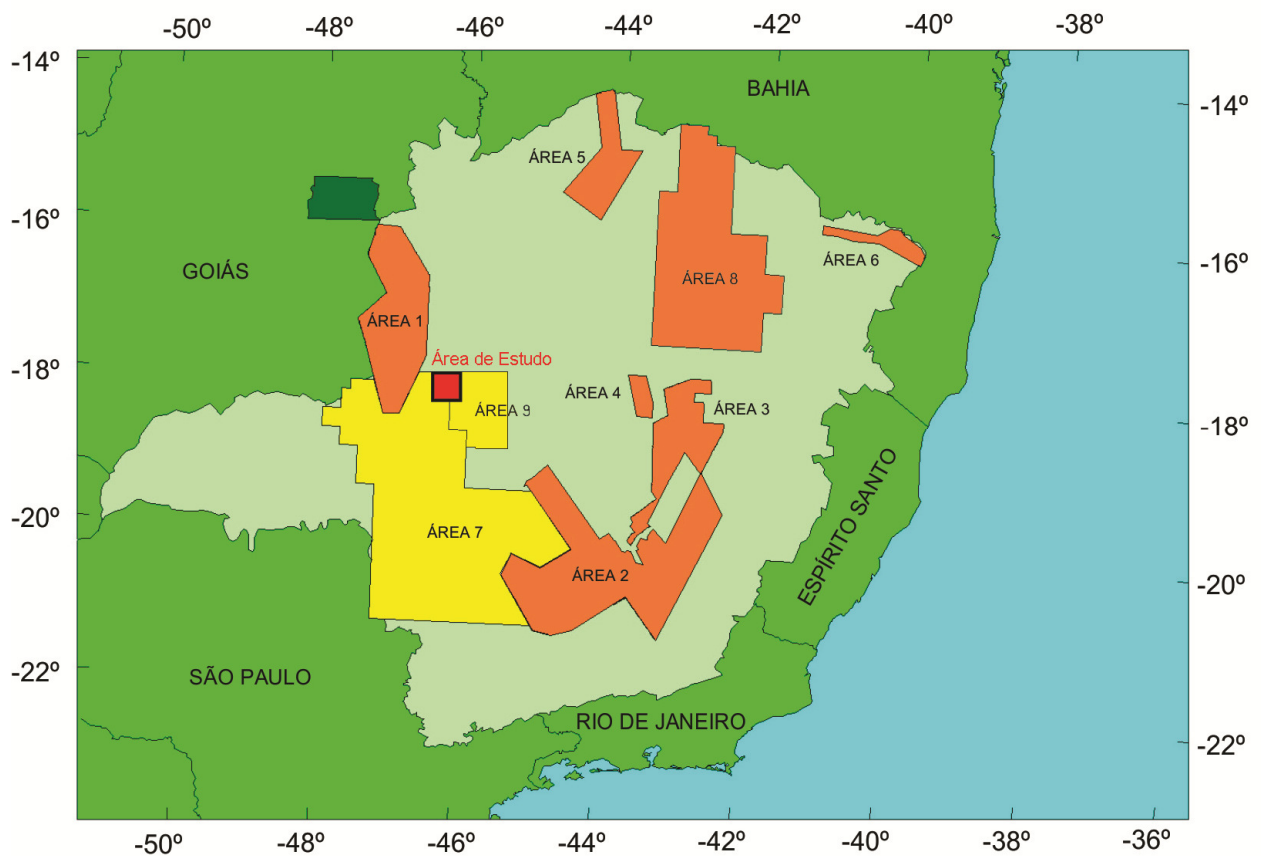 -50º -48º -46º -44º -42º -40º -38º
-14º
BAHIA
-14º
ÁREA 5
-16º
GOIÁS
ÁREA 8
ÁREA 6
-16º
ÁREA 1
Área de Estudo
-18º
ÁREA 4
ÁREA 3
ÁREA 9
-18º
-20º
ÁREA 7
ÁREA 2
ESPÍRITO SANTO
-20º
-22º
SÃO PAULO
RIO DE JANEIRO
-22º
-50º -48º -46º -44º -42º -40º -38º -36º